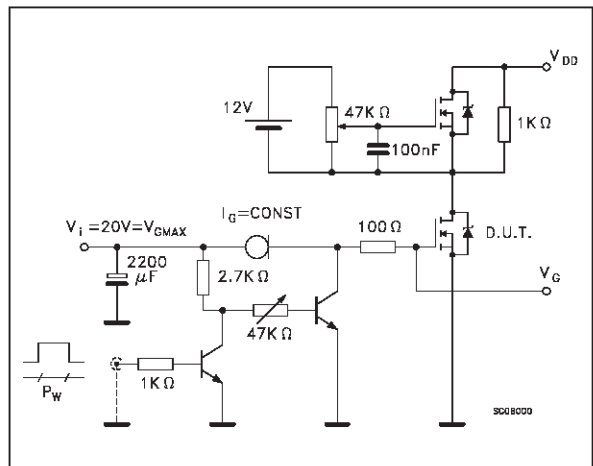 V_DD
12V
47KΩ
1KΩ
100nF
I_G=CONST
V_i =20V=V_GMAX
100Ω
D.U.T.
2200
μF
2.7KΩ
V_G
47KΩ
1KΩ
P_W
SC08000